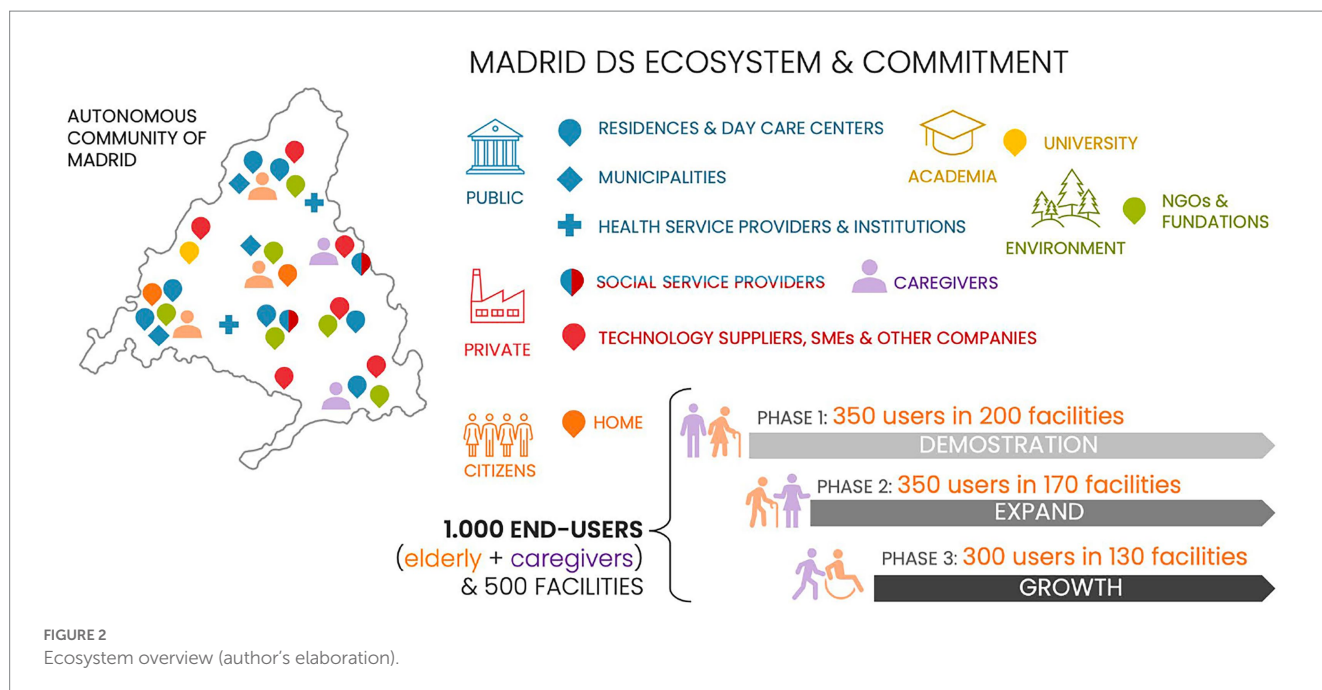 MADRID DS ECOSYSTEM & COMMITMENT
AUTONOMOUS
COMMUNITY OF
MADRID
PUBLIC
RESIDENCES & DAY CARE CENTERS
MUNICIPALITIES
HEALTH SERVICE PROVIDERS & INSTITUTIONS
ACADEMIA
UNIVERSITY
ENVIRONMENT
NGOs &
FUNDATIONS
PRIVATE
SOCIAL SERVICE PROVIDERS
CAREGIVERS
TECHNOLOGY SUPPLIERS, SMEs & OTHER COMPANIES
CITIZENS
HOME
1.000 END-USERS
(elderly + caregivers)
& 500 FACILITIES
PHASE 1: 350 users in 200 facilities
DEMOSTRATION
PHASE 2: 350 users in 170 facilities
EXPAND
PHASE 3: 300 users in 130 facilities
GROWTH
FIGURE 2
Ecosystem overview (author's elaboration).